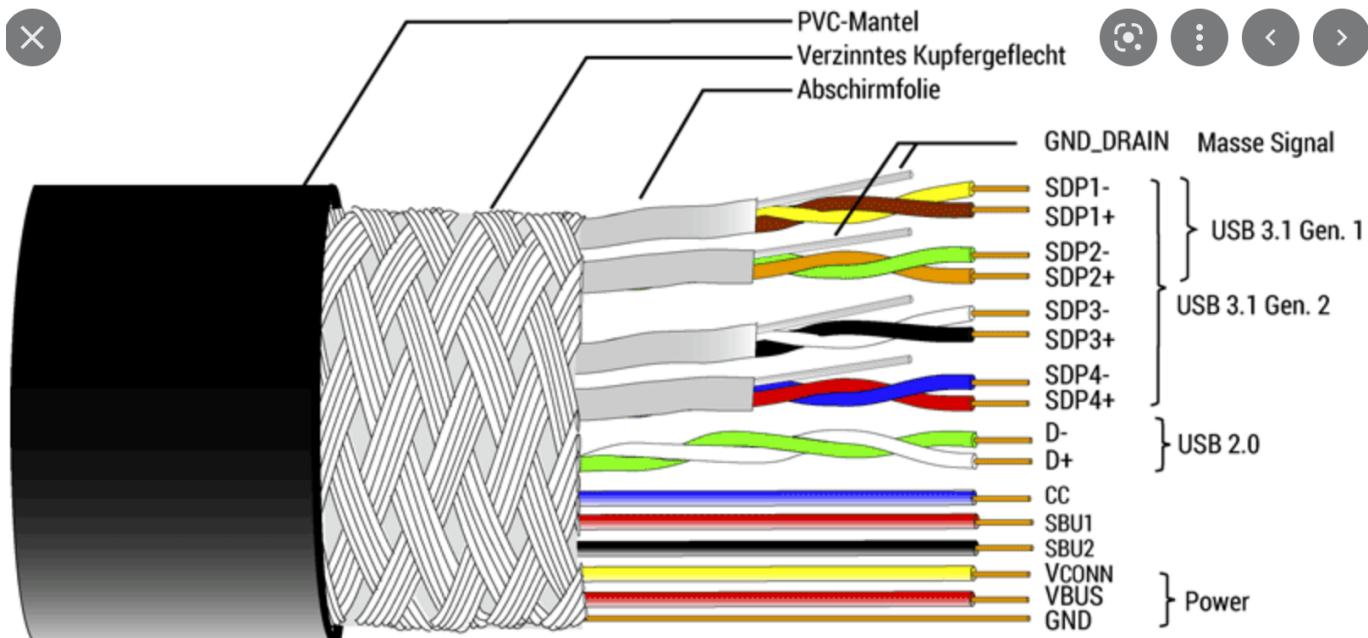 PVC-Mantel
Verzinntes Kupfergeflecht
Abschirmfolie
GND_DRAIN Masse Signal
SDP1-
SDP1+
USB 3.1 Gen. 1
SDP2-
SDP2+
USB 3.1 Gen. 2
SDP3-
SDP3+
SDP4-
SDP4+
D-
USB 2.0
D+
CC
SBU1
SBU2
VCONN
VBUS
Power
GND